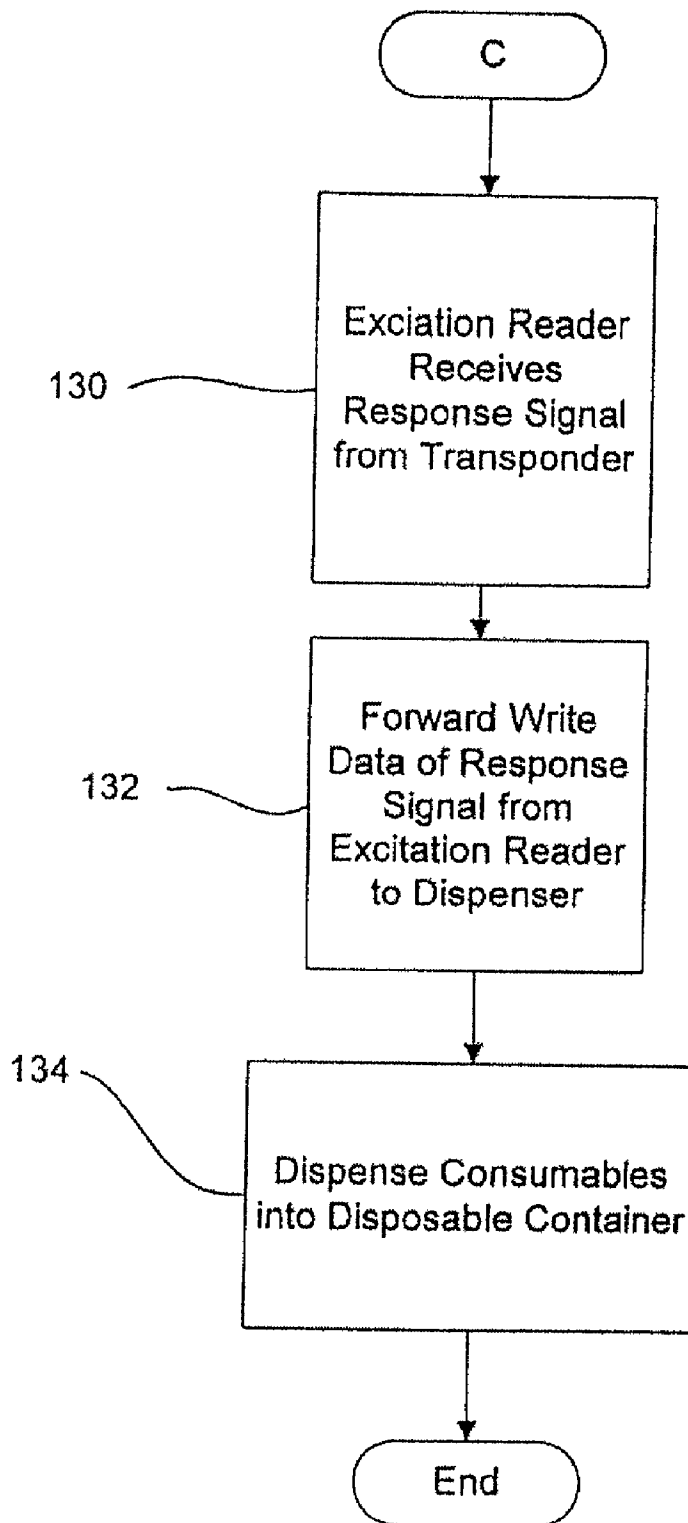 C
130
Exciation Reader
Receives
Response Signal
from Transponder
132
Forward Write
Data of Response
Signal from
Excitation Reader
to Dispenser
134
Dispense Consumables
into Disposable Container
End